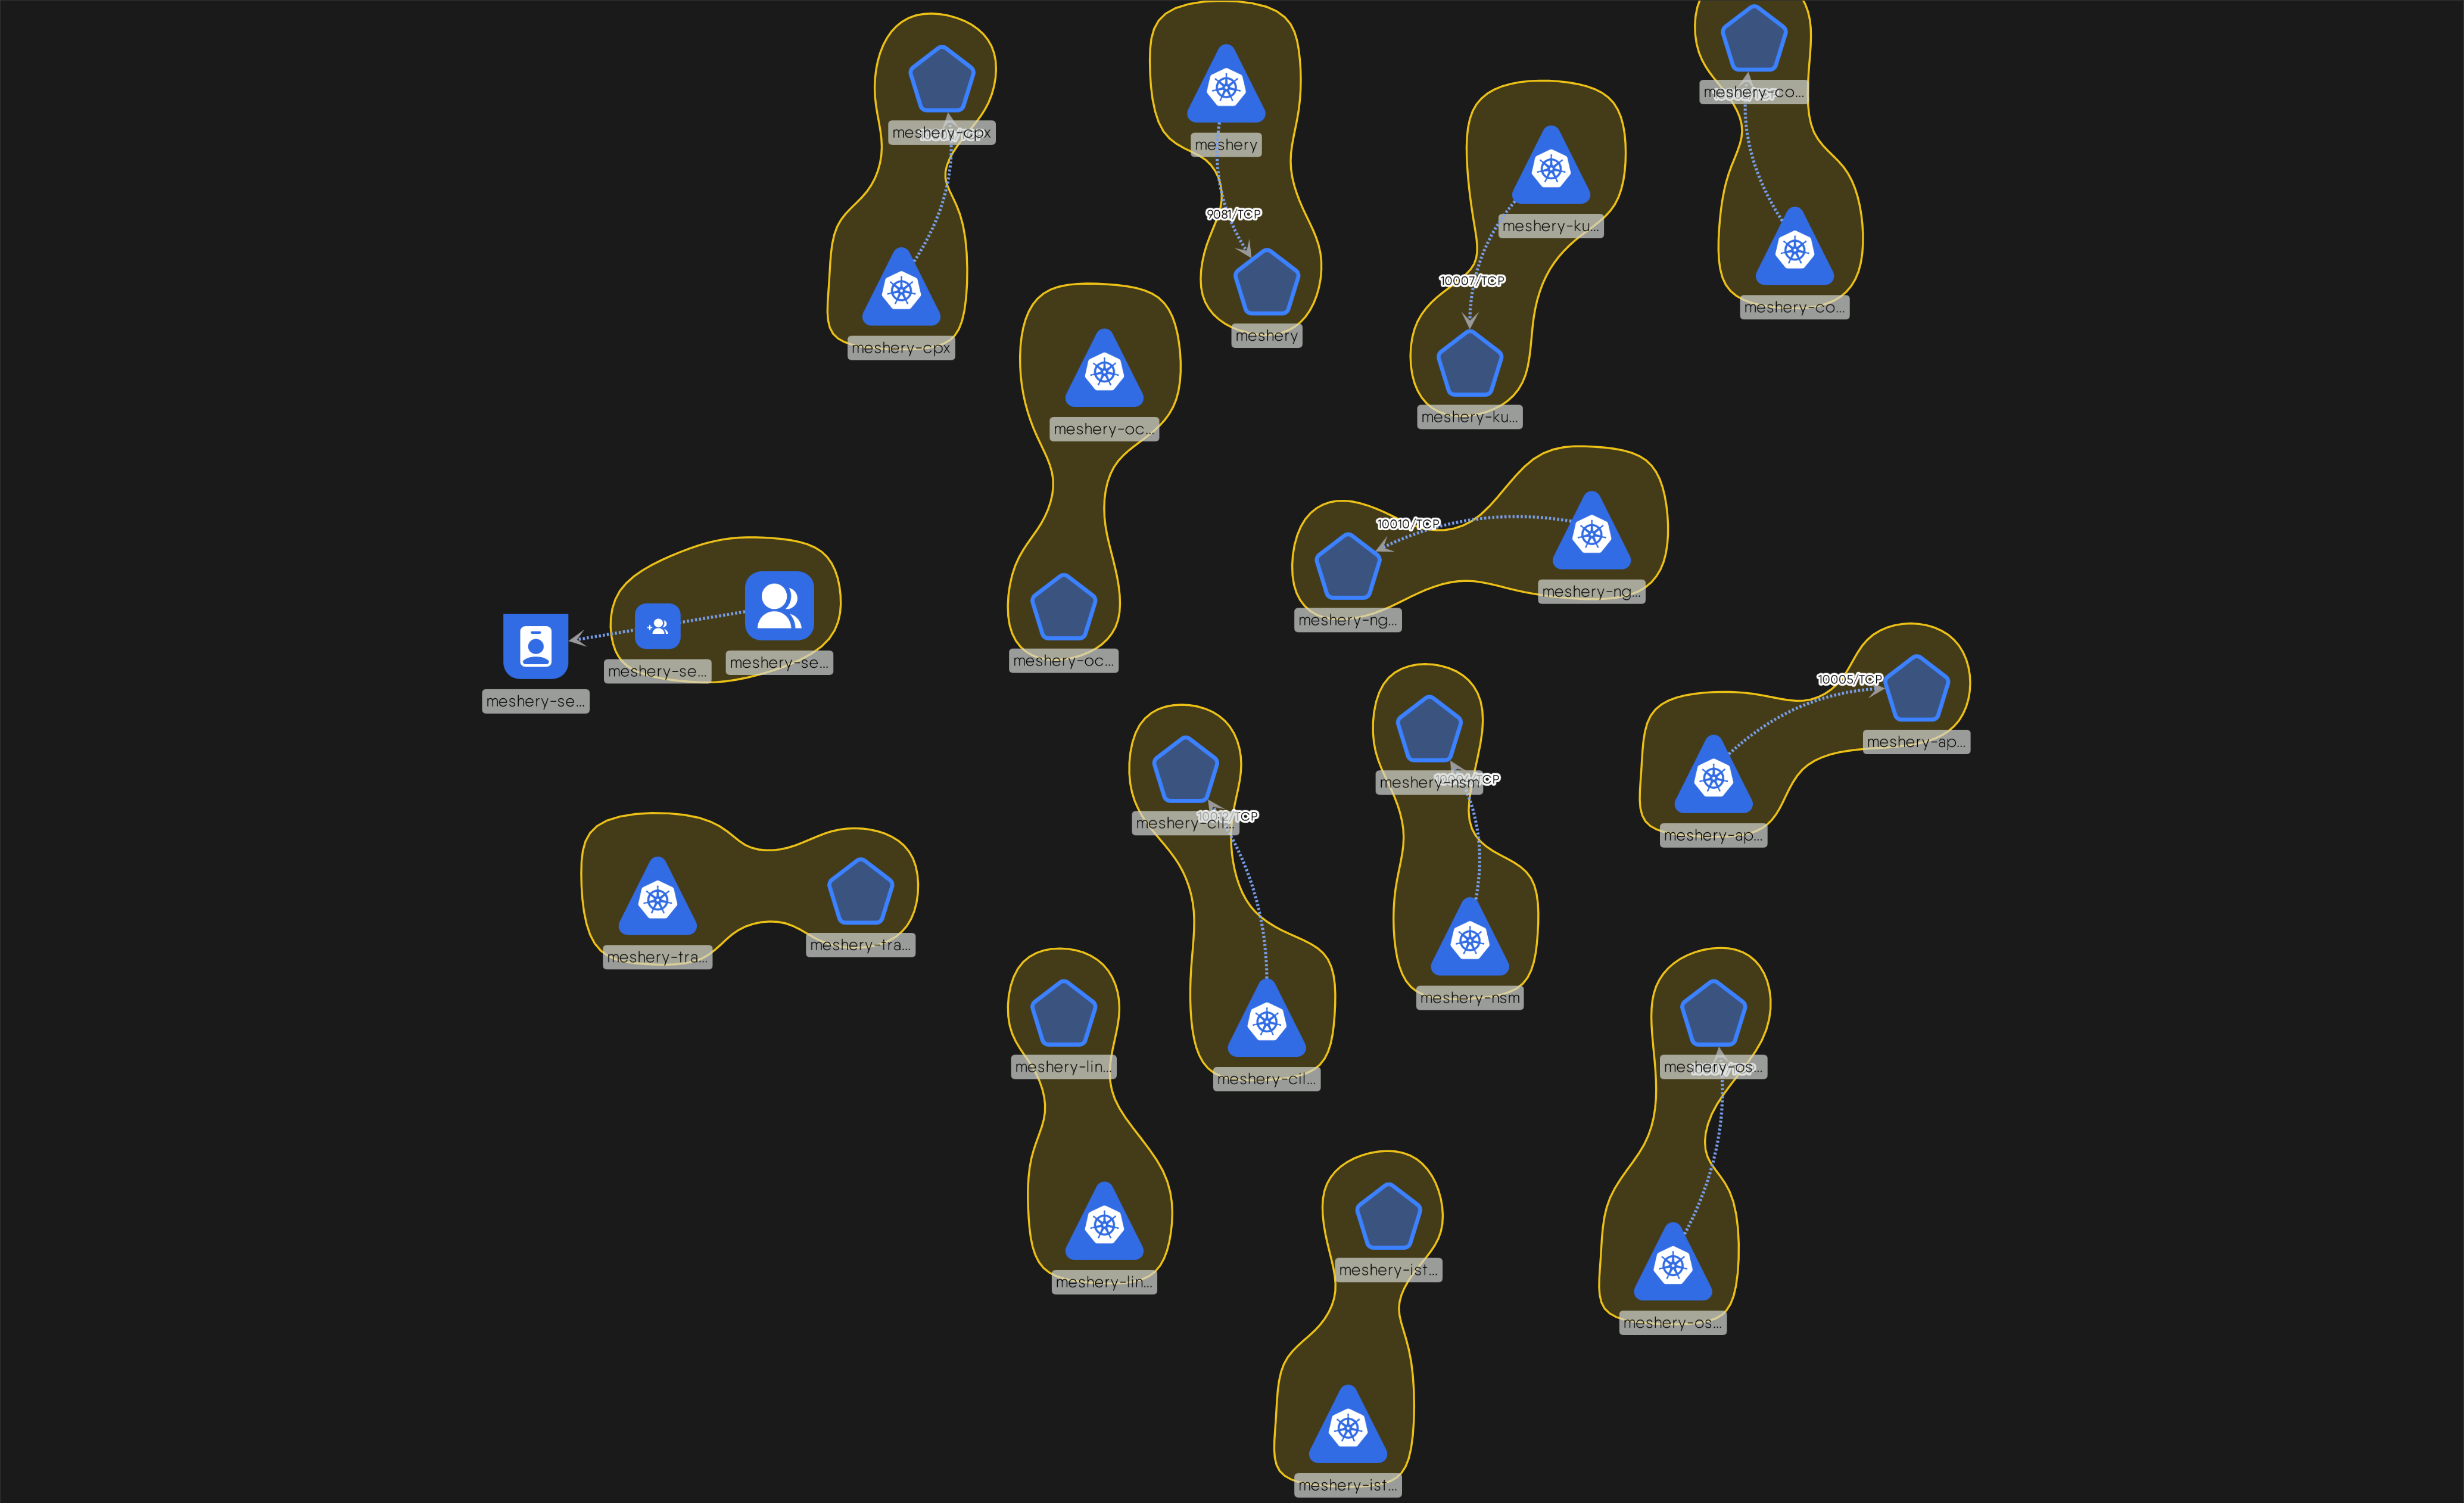 meshery-co...
meshery-cpx
meshery
9081/TCP
meshery-ku...
10007/TCP
meshery-co...
meshery
meshery-cpx
meshery-ku...
meshery-oc...
10010/TCP
meshery-ng...
meshery-ng...
meshery-oc...
meshery-se...
meshery-se...
meshery-se...
10005/TCP
meshery-ap...
meshery-nsm
meshery-cil...
meshery-ap...
meshery-tra...
meshery-tra...
meshery-nsm
meshery-lin...
meshery-cil...
meshery-os...
meshery-ist...
meshery-lin...
meshery-os...
meshery-ist...